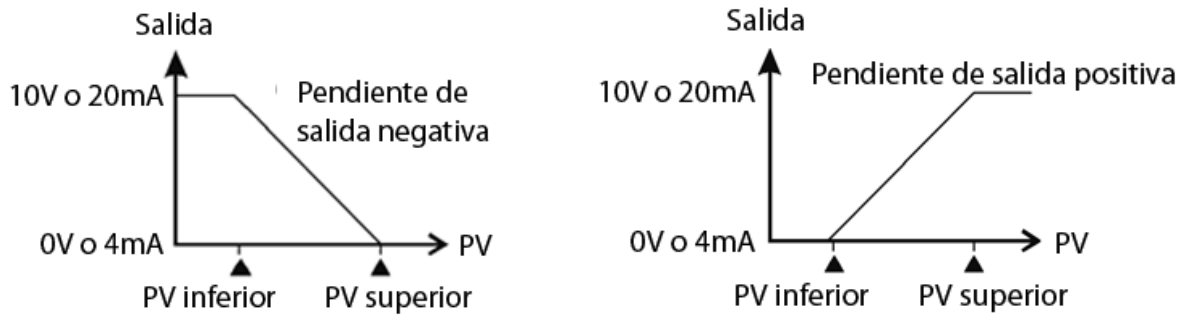 Salida
10V o 20mA
Pendiente de
salida negativa
0V o 4mA
PV
PV inferior
PV superior
Salida
Pendiente de salida positiva
10V o 20mA
0V o 4mA
PV
PV inferior
PV superior